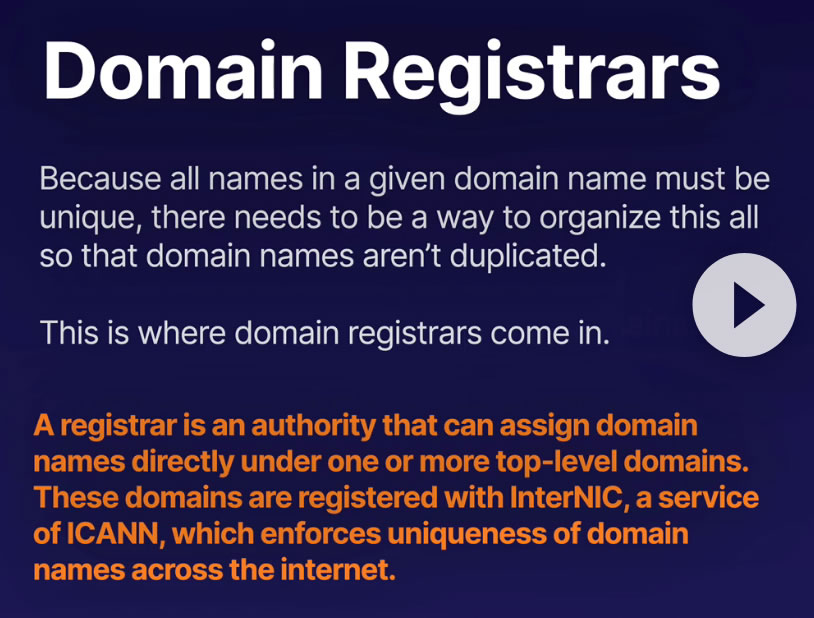 Domain Registrars
Because all names in a given domain name must be
unique, there needs to be a way to organize this all
so that domain names aren’t duplicated.
This is where domain registrars come in.
A registrar is an authority that can assign domain
names directly under one or more top-level domains.
These domains are registered with InterNIC, a service
of ICANN, which enforces uniqueness of domain
names across the internet.